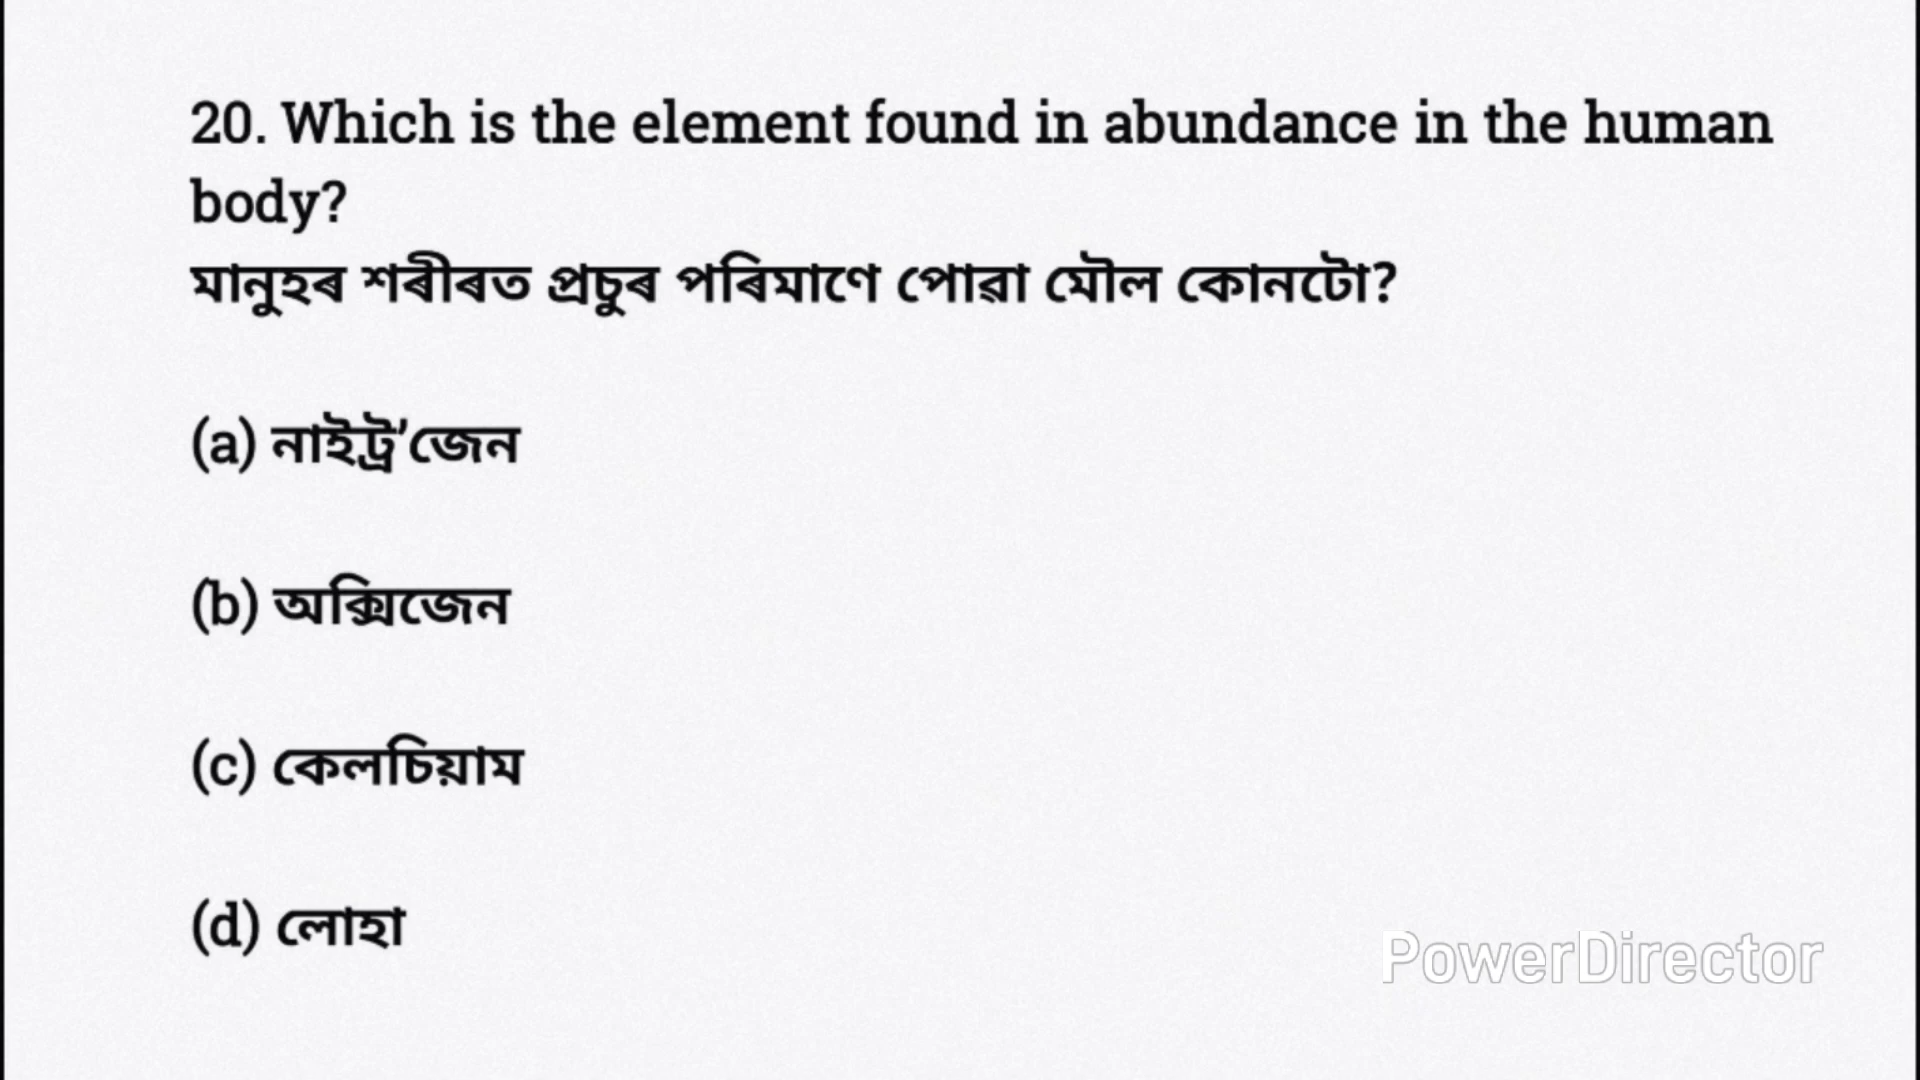 20. Which is the element found in abundance in the human
body?
মানুহৰ শৰীৰত প্ৰচুৰ পৰিমাণে পোৱা মৌল কোনটো?
(a) নাইট্ৰ'জেন
(b) অক্সিজেন
(c) কেলচিয়াম
(d) লোহা
PowerDirector